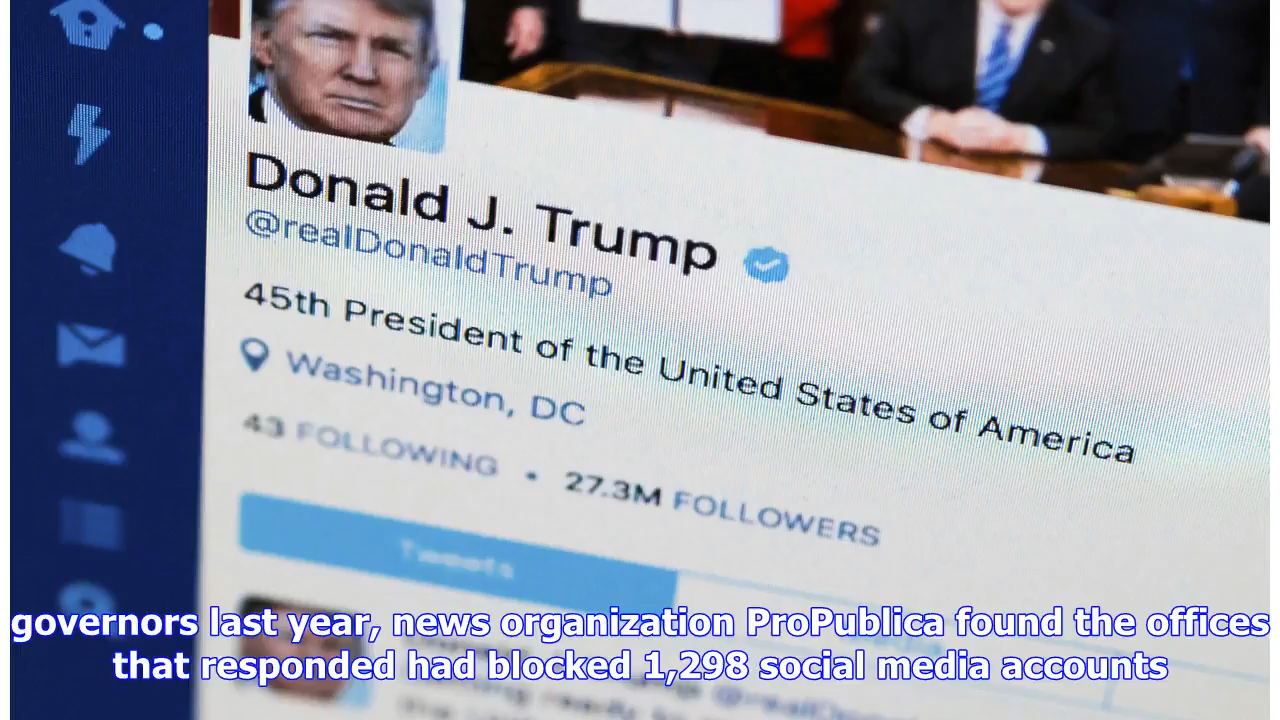 Donald J. Trump
@realDonaldTrump
45th President of the United States of America
Washington, DC
43 FOLLOWING • 27.3M FOLLOWERS
Tweets
governors last year, news organization ProPublica found the offices
that responded had blocked 1,298 social media accounts